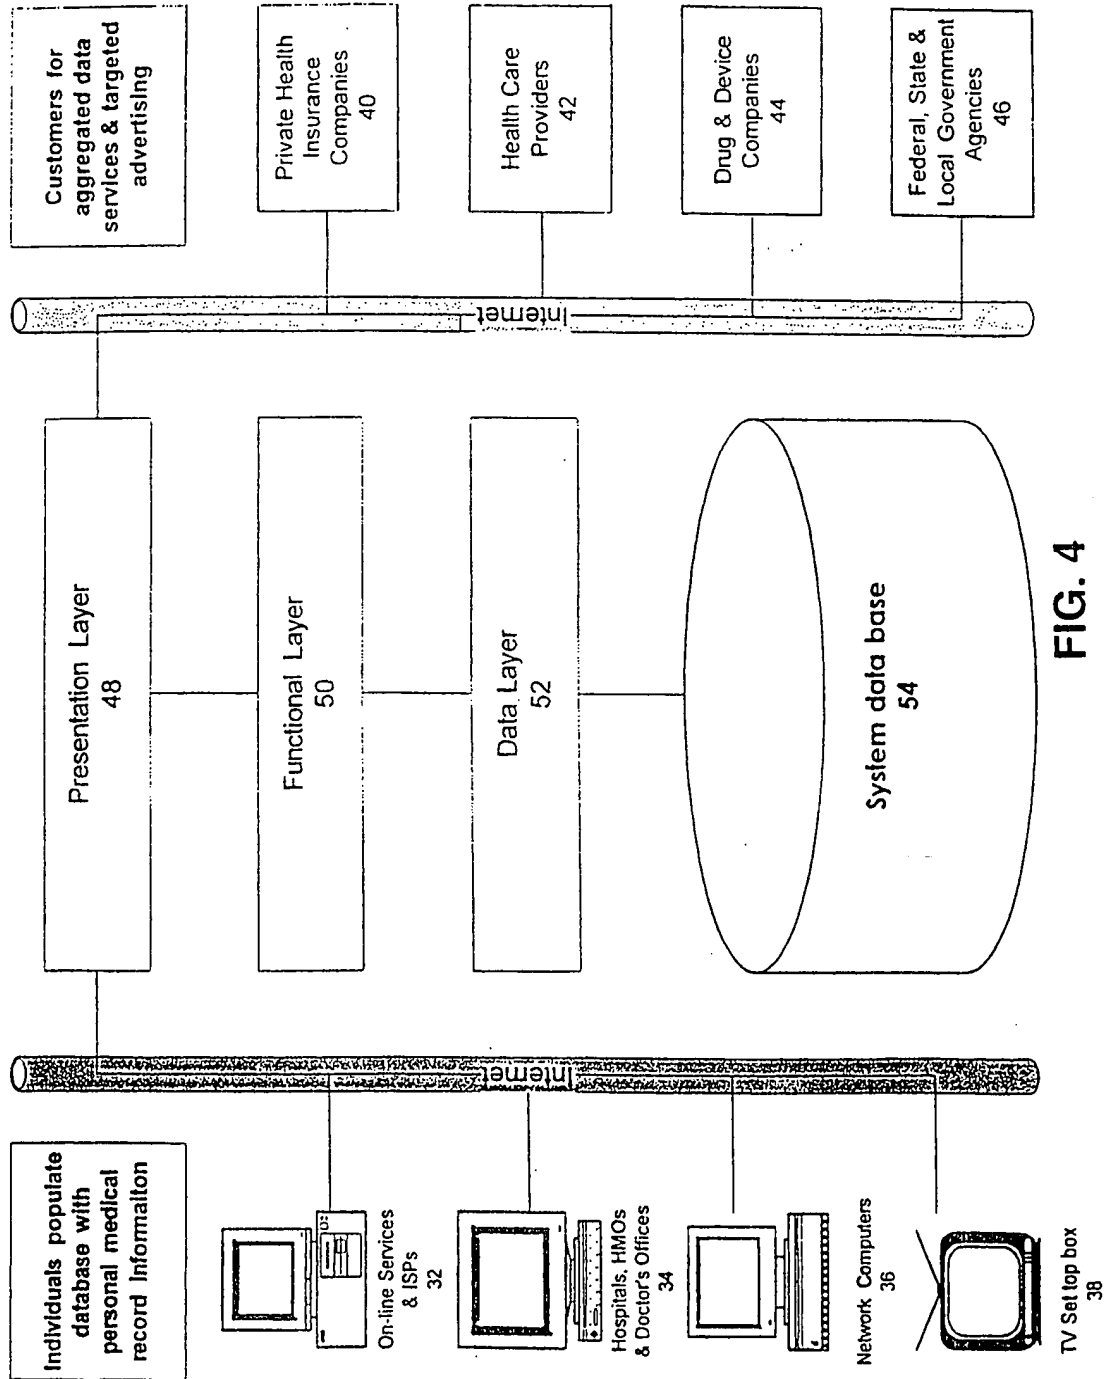 Individuals populate
database with
personal medical
record Informaiton
On-line Services
& ISPs
32
Hospitals, HMOs
& Doctor's Offices
34
Network Computers
36
TV Set top box
38
Internet
Presentation Layer
48
Functional Layer
50
Data Layer
52
System data base
54
Internet
Customers for
aggregated data
services & targeted
advertising
Private Health
Insurance
Companies
40
Health Care
Providers
42
Drug & Device
Companies
44
Federal, State &
Local Government
Agencies
46
FIG. 4